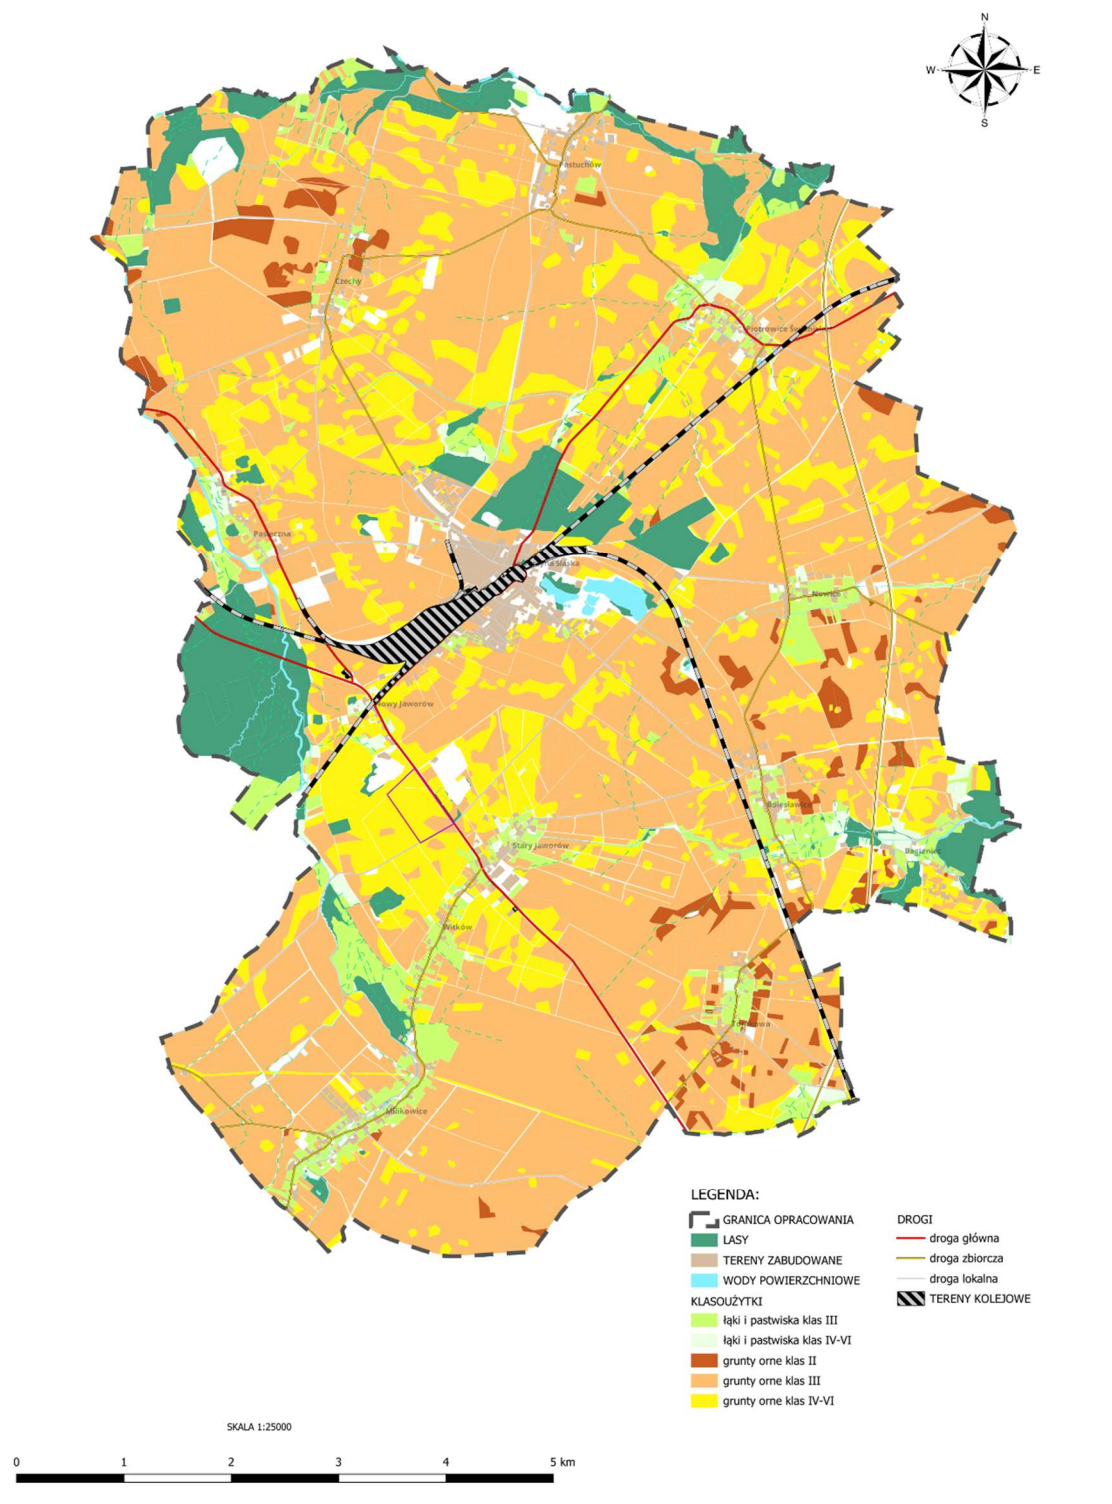 N
W E
S
Pastuchów
Czechy
Piotrowice
Pasieczna
Śląska
Nowice
Nowy Jaworów
Bolesławice
Stary Jaworów
Bagieniec
Witków
Milikowice
LEGENDA:
GRANICA OPRACOWANIA
LASY
TERENY ZABUDOWANE
WODY POWIERZCHNIOWE
KLASOUŻYTKI
łąki i pastwiska klas III
łąki i pastwiska klas IV-VI
grunty orne klas II
grunty orne klas III
grunty orne klas IV-VI
DROGI
droga główna
droga zbiorcza
droga lokalna
TERENY KOLEJOWE
SKALA 1:25000
0 1 2 3 4 5 km